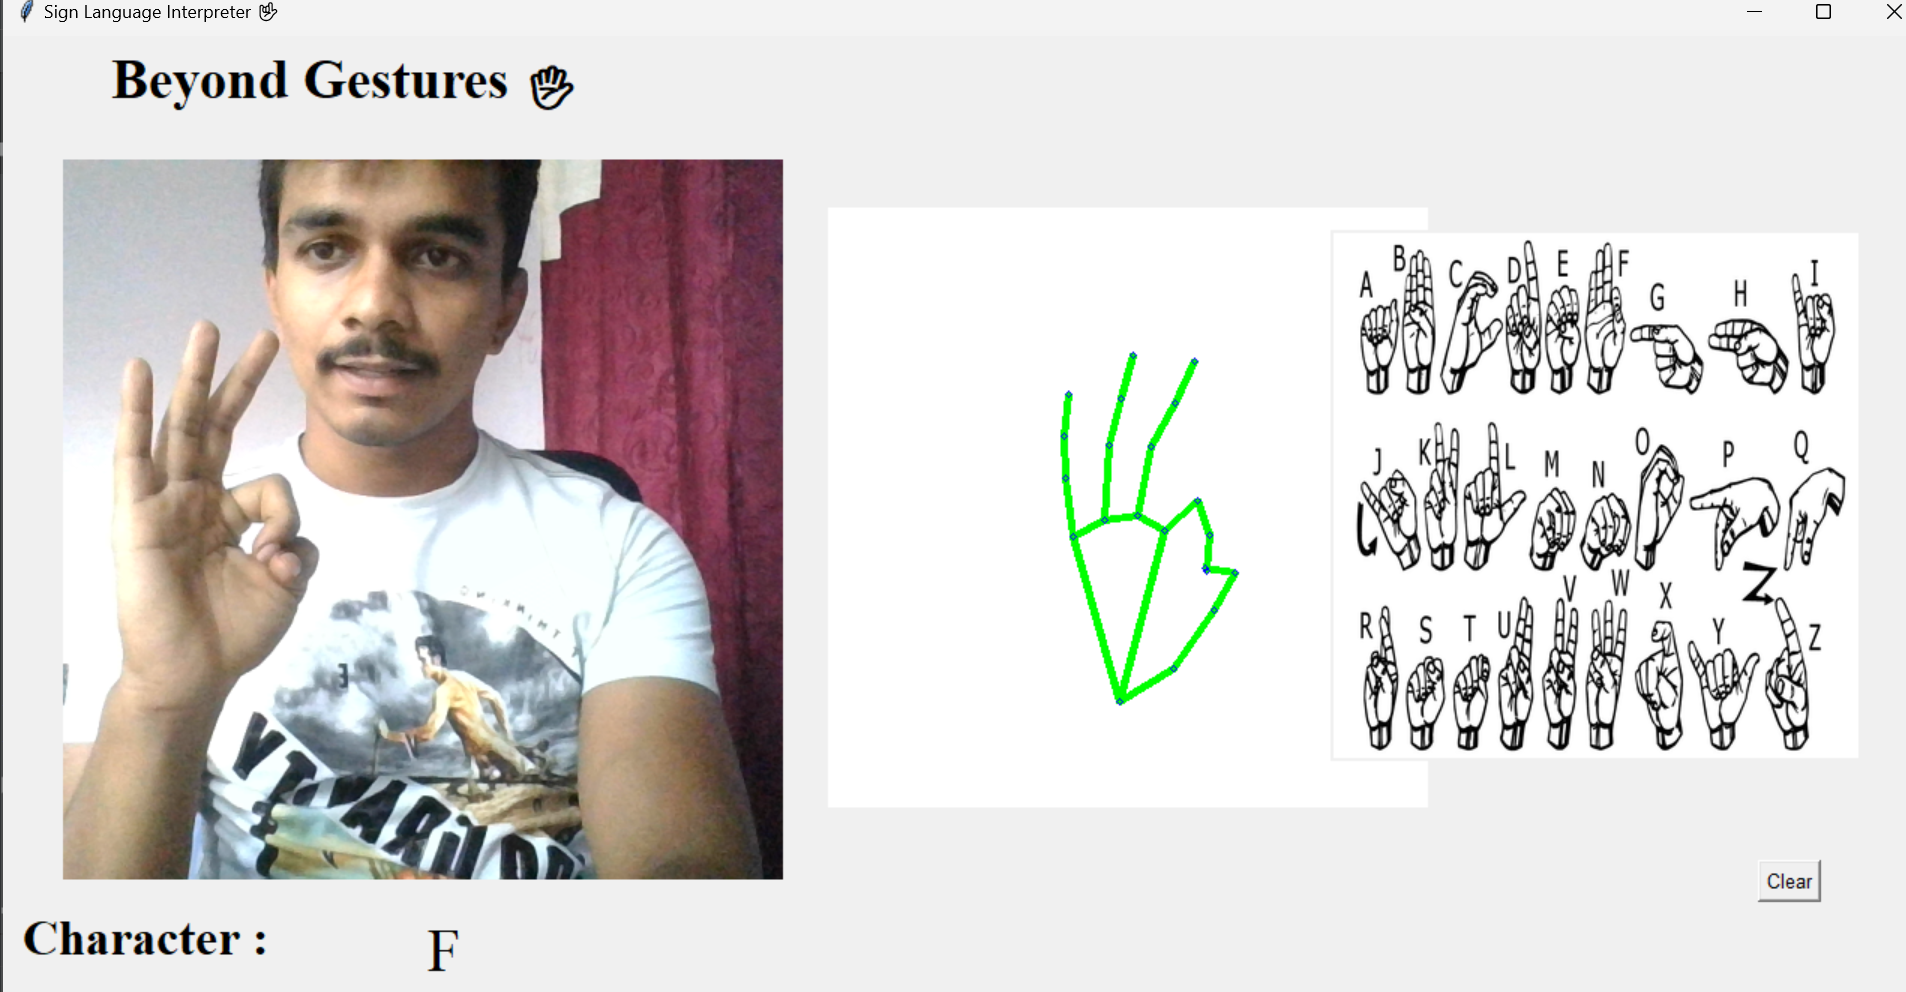 Sign Language Interpreter
Beyond Gestures
A B C D E F G H I
J K L M N O P Q
R S T U V W X Y Z
Z
Clear
Character : F